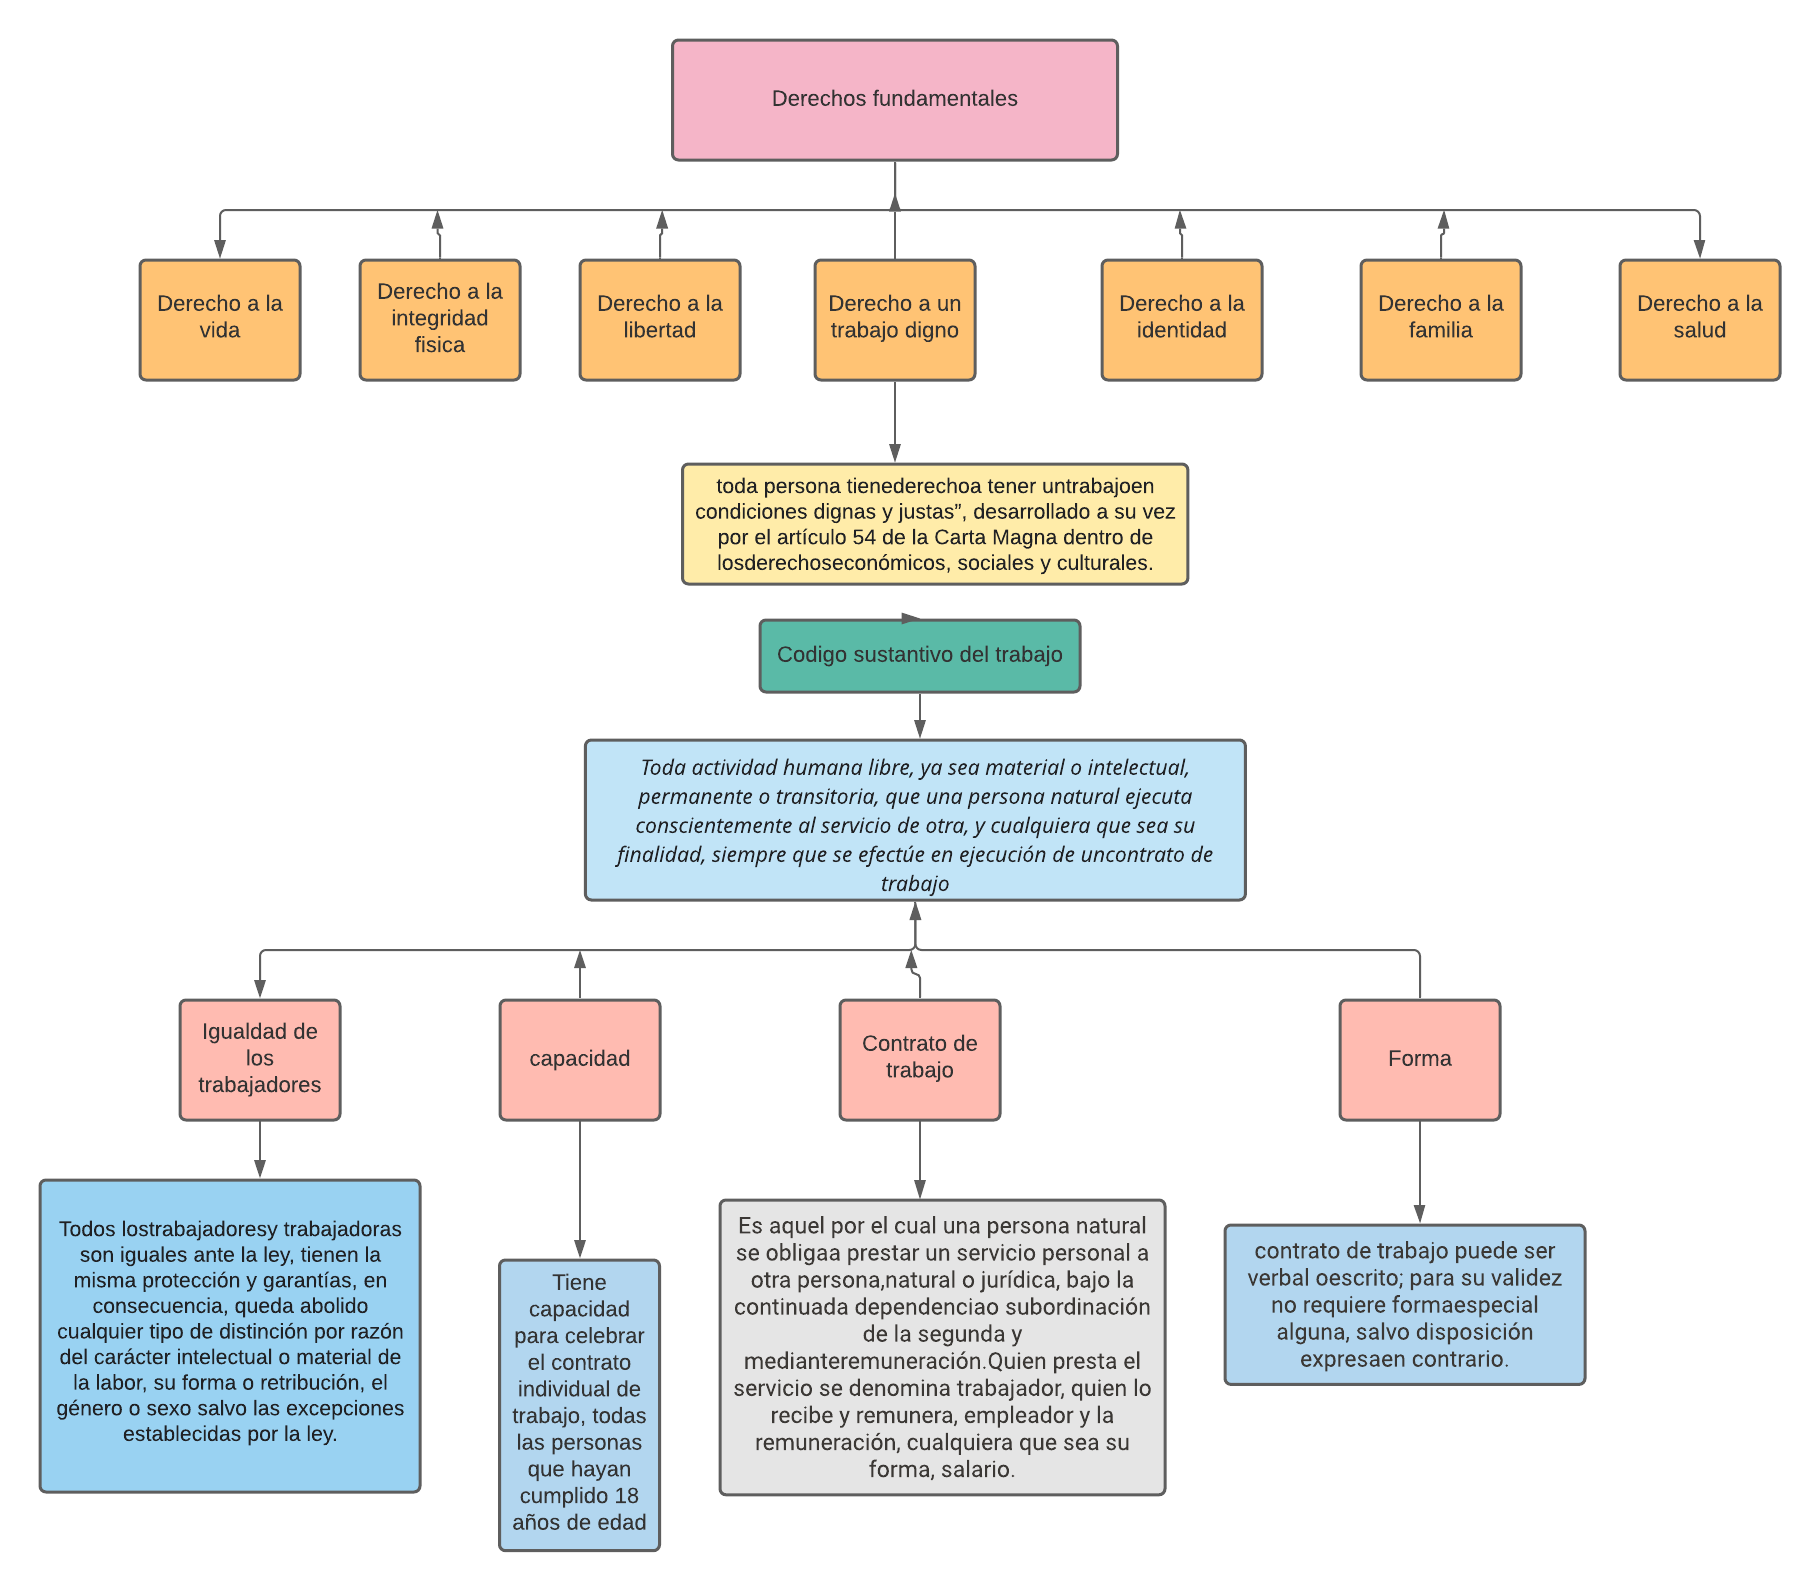 Derechos fundamentales
Derecho a la
vida
Derecho a la
integridad
fisica
Derecho a la
libertad
Derecho a un
trabajo digno
Derecho a la
identidad
Derecho a la
familia
Derecho a la
salud
toda persona tienederechoa tener untrabajoen
condiciones dignas y justas”, desarrollado a su vez
por el artículo 54 de la Carta Magna dentro de
losderechoseconómicos, sociales y culturales.
Codigo sustantivo del trabajo
Toda actividad humana libre, ya sea material o intelectual,
permanente o transitoria, que una persona natural ejecuta
conscientemente al servicio de otra, y cualquiera que sea su
finalidad, siempre que se efectúe en ejecución de uncontrato de
trabajo
Igualdad de
los
trabajadores
capacidad
Contrato de
trabajo
Forma
Todos lostrabajadoresy trabajadoras
son iguales ante la ley, tienen la
misma protección y garantías, en
consecuencia, queda abolido
cualquier tipo de distinción por razón
del carácter intelectual o material de
la labor, su forma o retribución, el
género o sexo salvo las excepciones
establecidas por la ley.
Tiene
capacidad
para celebrar
el contrato
individual de
trabajo, todas
las personas
que hayan
cumplido 18
años de edad
Es aquel por el cual una persona natural
se obligaa prestar un servicio personal a
otra persona,natural o jurídica, bajo la
continuada dependenciao subordinación
de la segunda y
medianteremuneración.Quien presta el
servicio se denomina trabajador, quien lo
recibe y remunera, empleador y la
remuneración, cualquiera que sea su
forma, salario.
contrato de trabajo puede ser
verbal oescrito; para su validez
no requiere formaespecial
alguna, salvo disposición
expresaen contrario.